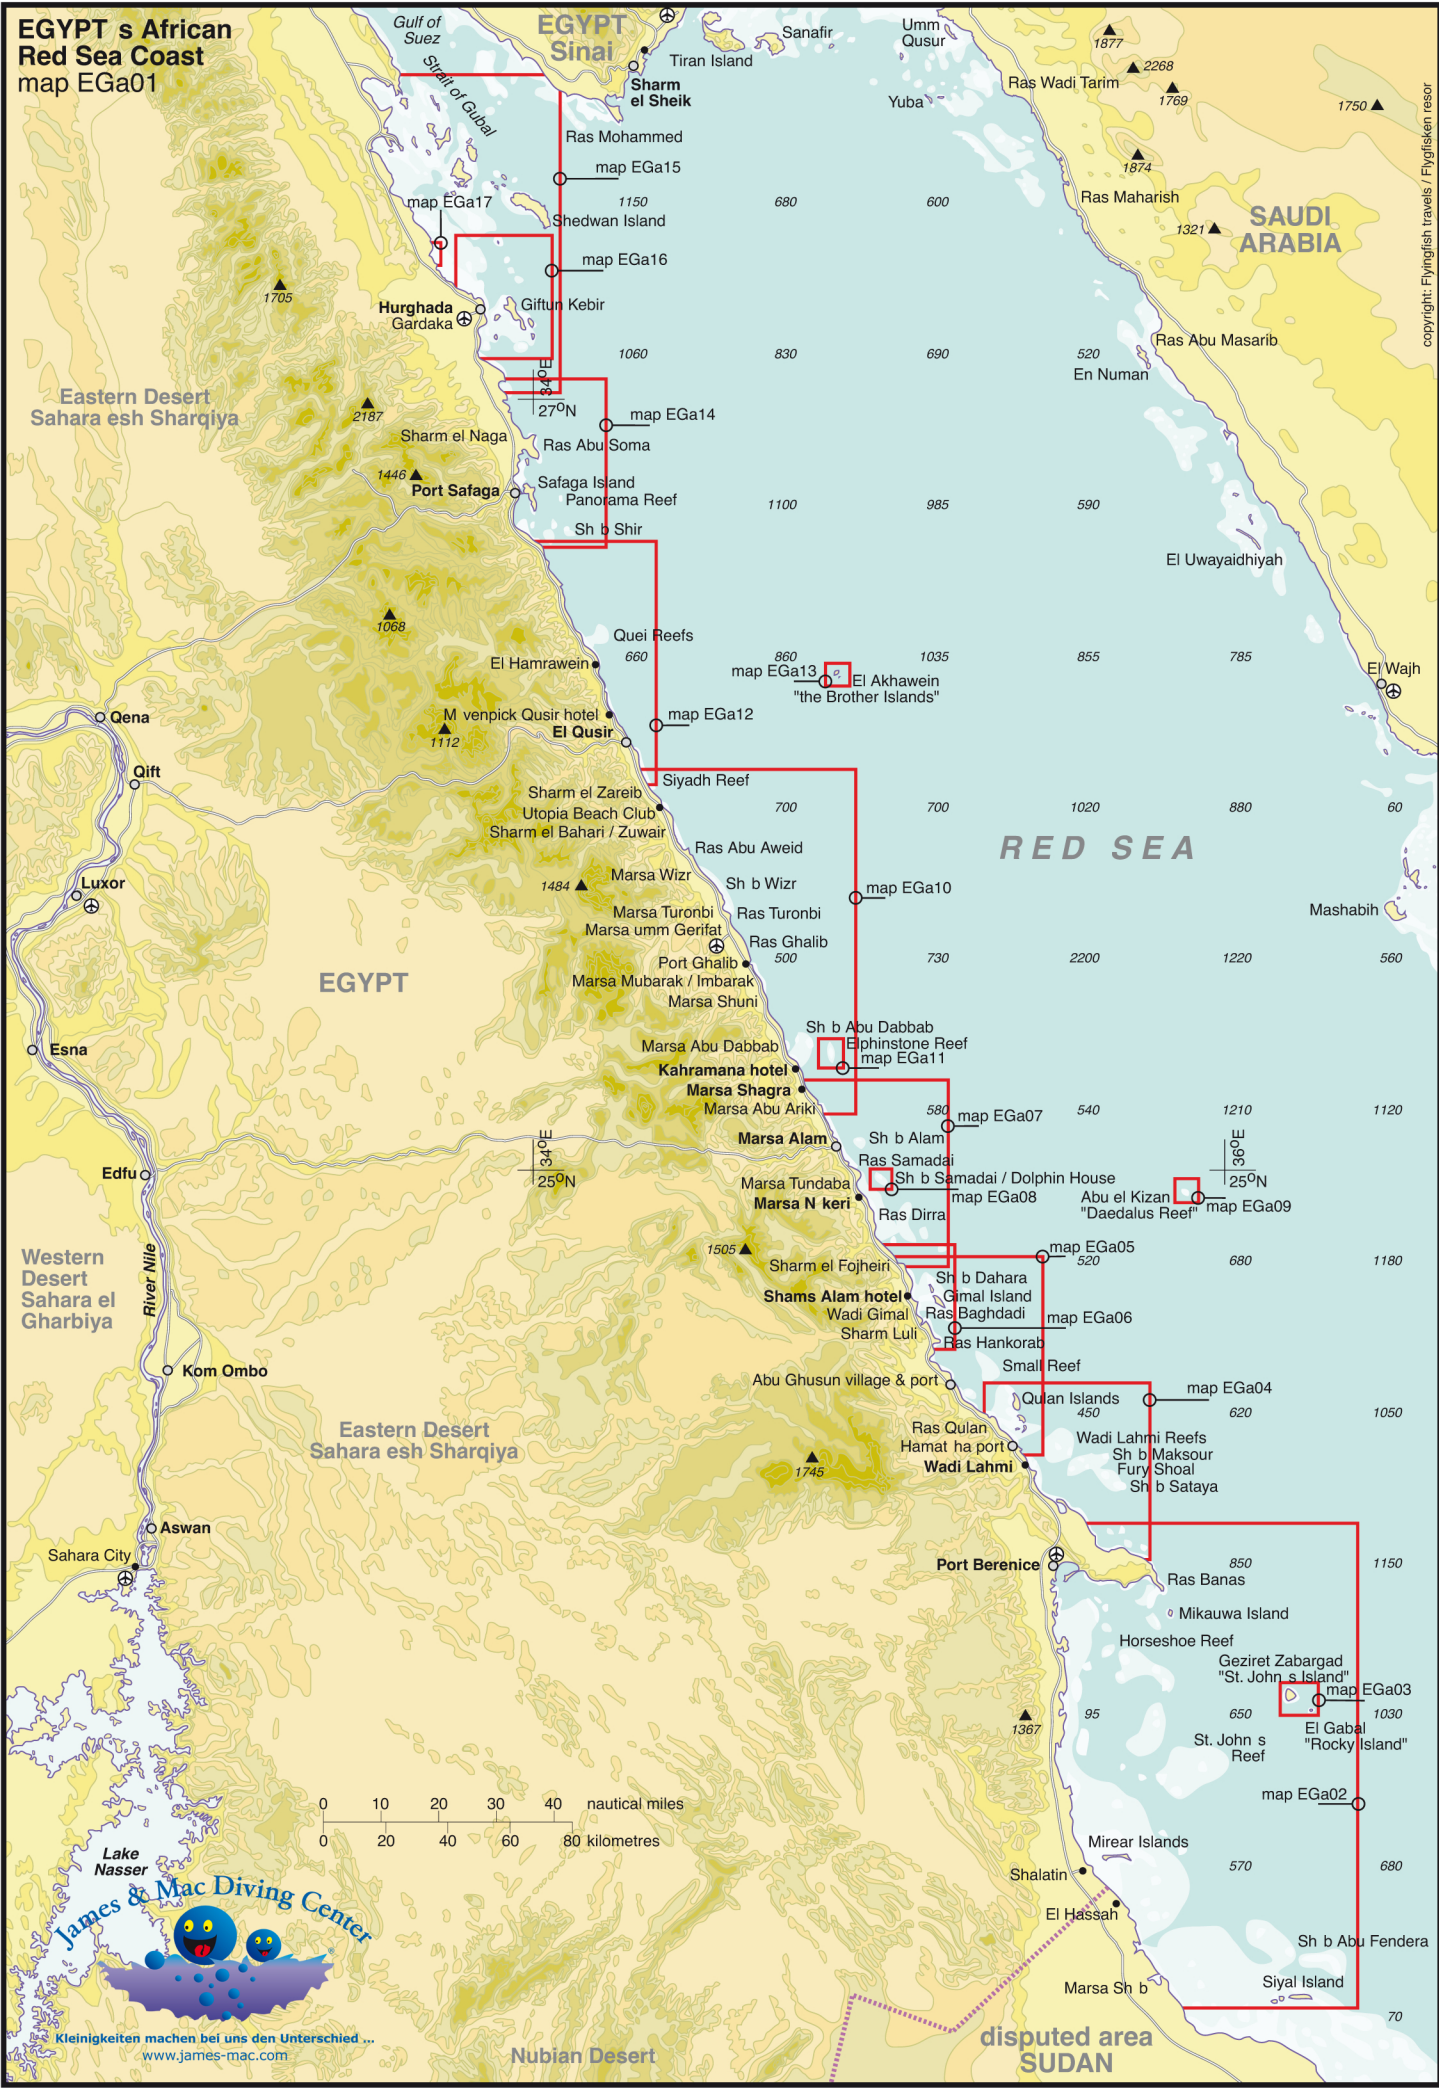 EGYPT s African
Red Sea Coast
map EGa01
Gulf of
Suez
Strait of Gubal
EGYPT
Sinai
Sanafir
Tiran Island
Sharm
el Sheik
Umm
Qusur
Yuba
Ras Wadi Tarim
1877
2268
1769
1750
1874
copyright: Flyingfish travels / Flygfisken resor
Ras Mohammed
map EGa15
1150
680
600
map EGa17
Shedwan Island
Ras Maharish
SAUDI
ARABIA
1321
map EGa16
1705
Hurghada
Gardaka
Giftun Kebir
Ras Abu Masarib
1060
830
690
520
En Numan
34oE
27oN
Eastern Desert
Sahara esh Sharqiya
2187
map EGa14
Sharm el Naga
Ras Abu Soma
1446
Port Safaga
Safaga Island
Panorama Reef
1100
985
590
Sh b Shir
El Uwayaidhiyah
1068
Quei Reefs
660
860
1035
855
785
El Hamrawein
map EGa13
El Akhawein
"the Brother Islands"
El Wajh
M venpick Qusir hotel
map EGa12
El Qusir
1112
Qena
Qift
Siyadh Reef
Sharm el Zareib
Utopia Beach Club
Sharm el Bahari / Zuwair
700
700
1020
880
60
Ras Abu Aweid
RED SEA
Marsa Wizr
Sh b Wizr
1484
map EGa10
Luxor
Marsa Turonbi
Ras Turonbi
Marsa umm Gerifat
Mashabih
Ras Ghalib
500
730
2200
1220
560
Port Ghalib
Marsa Mubarak / Imbarak
EGYPT
Marsa Shuni
Sh b Abu Dabbab
Elphinstone Reef
Marsa Abu Dabbab
map EGa11
Esna
Kahramana hotel
Marsa Shagra
Marsa Abu Ariki
580
map EGa07
540
1210
1120
Marsa Alam
Sh b Alam
Ras Samadai
34oE
25oN
36oE
25oN
Edfu
Marsa Tundaba
Sh b Samadai / Dolphin House
map EGa08
Marsa N keri
Abu el Kizan
"Daedalus Reef"
map EGa09
Ras Dirra
1505
Western
Desert
Sahara el
Gharbiya
River Nile
map EGa05
Sharm el Fojheiri
520
680
1180
Sh b Dahara
Shams Alam hotel
Gimal Island
Wadi Gimal
Ras Baghdadi
map EGa06
Sharm Luli
Ras Hankorab
Small Reef
Kom Ombo
Abu Ghusun village & port
map EGa04
Qulan Islands
450
620
1050
Eastern Desert
Sahara esh Sharqiya
Ras Qulan
Hamat ha port
Wadi Lahmi
Wadi Lahmi Reefs
Sh b Maksour
Fury Shoal
Sh b Sataya
1745
Aswan
Sahara City
Port Berenice
850
1150
Ras Banas
Mikauwa Island
Horseshoe Reef
Geziret Zabargad
"St. John s Island"
map EGa03
1367
95
650
1030
El Gabal
"Rocky Island"
St. John s
Reef
map EGa02
0 10 20 30 40 nautical miles
0 20 40 60 80 kilometres
Mirear Islands
Lake
Nasser
Shalatin
570
680
James & Mac Diving Center
®
El Hassah
Sh b Abu Fendera
Siyal Island
Marsa Sh b
70
Kleinigkeiten machen bei uns den Unterschied ...
www.james-mac.com
Nubian Desert
disputed area
SUDAN